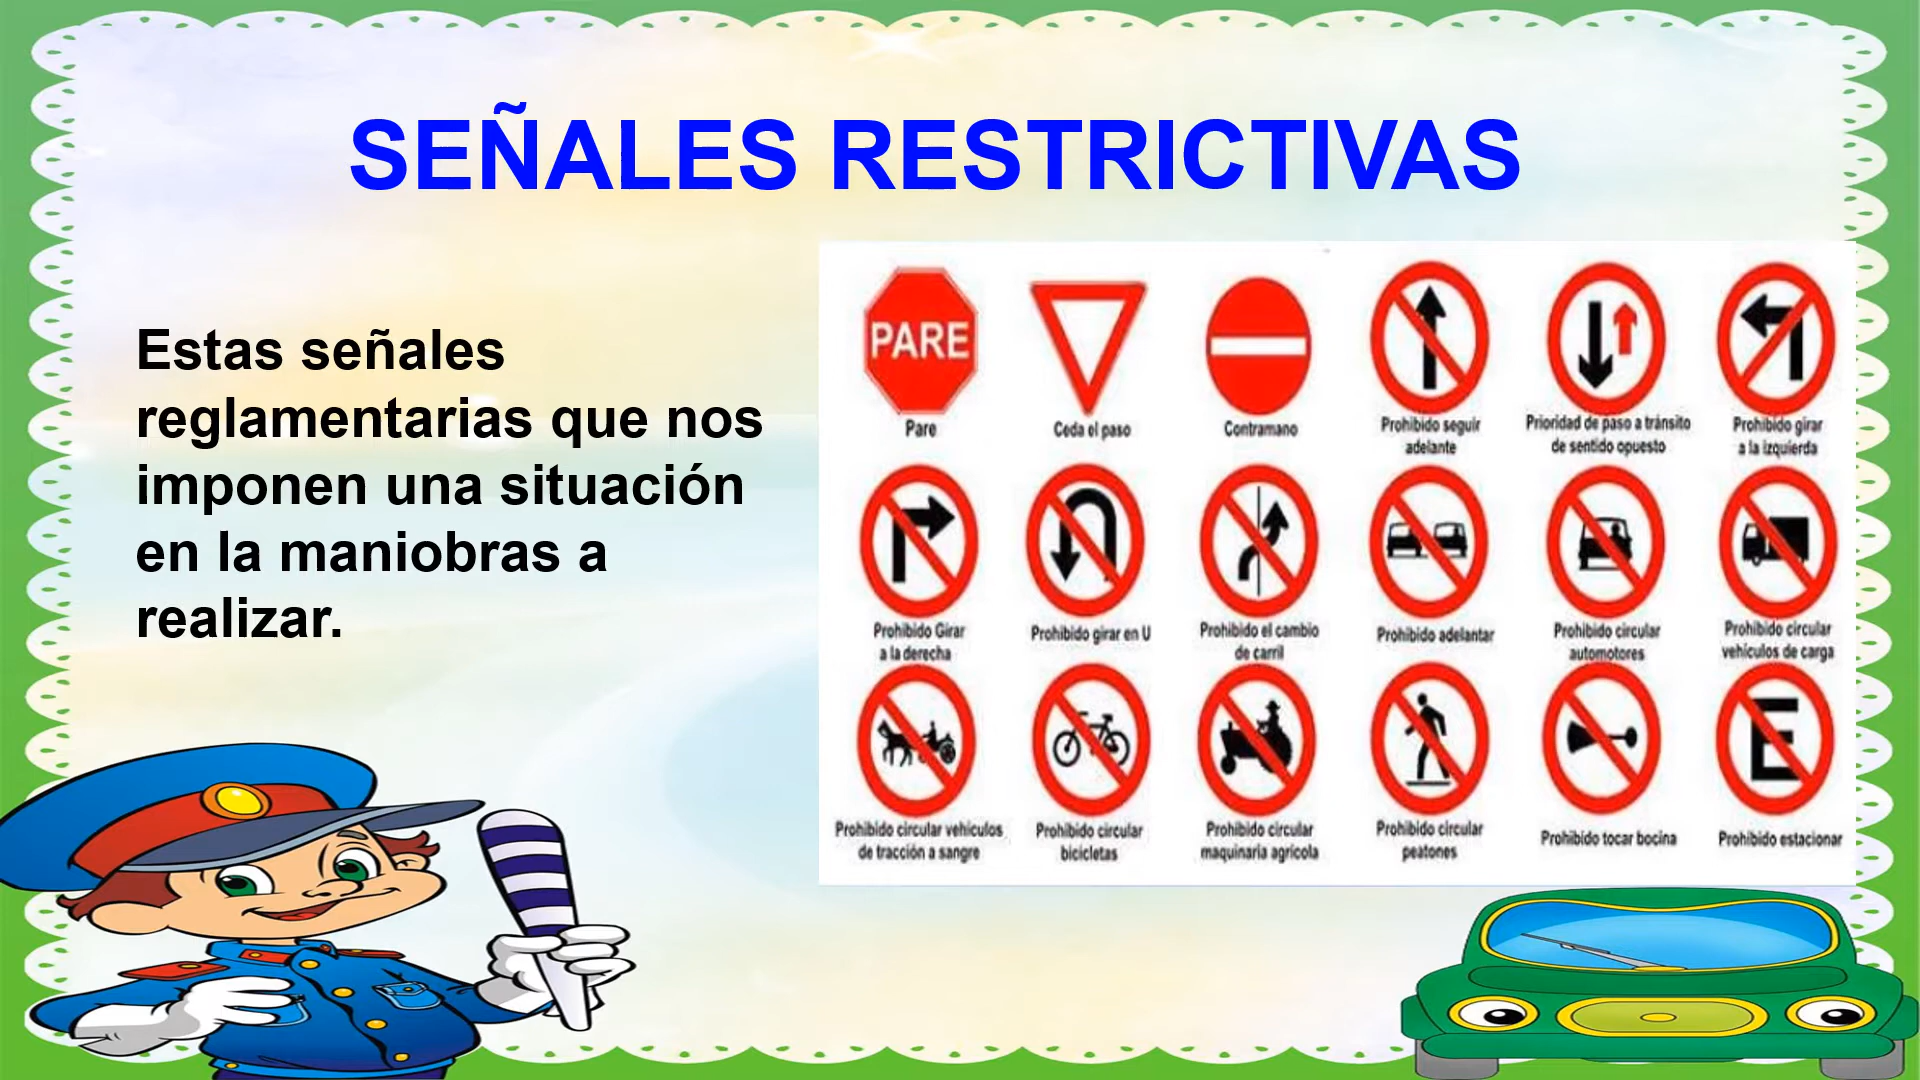 SEÑALES RESTRICTIVAS
Estas señales
reglamentarias que nos
imponen una situación
en la maniobras a
realizar.
PARE
Pare
Ceda el paso
Contramano
Prohibido seguir
adelante
Prioridad de paso a tránsito
de sentido opuesto
Prohibido girar
a la izquierda
Prohibido Girar
a la derecha
Prohibido girar en U
Prohibido el cambio
de carril
Prohibido adelantar
Prohibido circular
automotores
Prohibido circular
vehículos de carga
E
Prohibido circular vehículos
de tracción a sangre
Prohibido circular
bicicletas
Prohibido circular
maquinaria agrícola
Prohibido circular
peatones
Prohibido tocar bocina
Prohibido estacionar